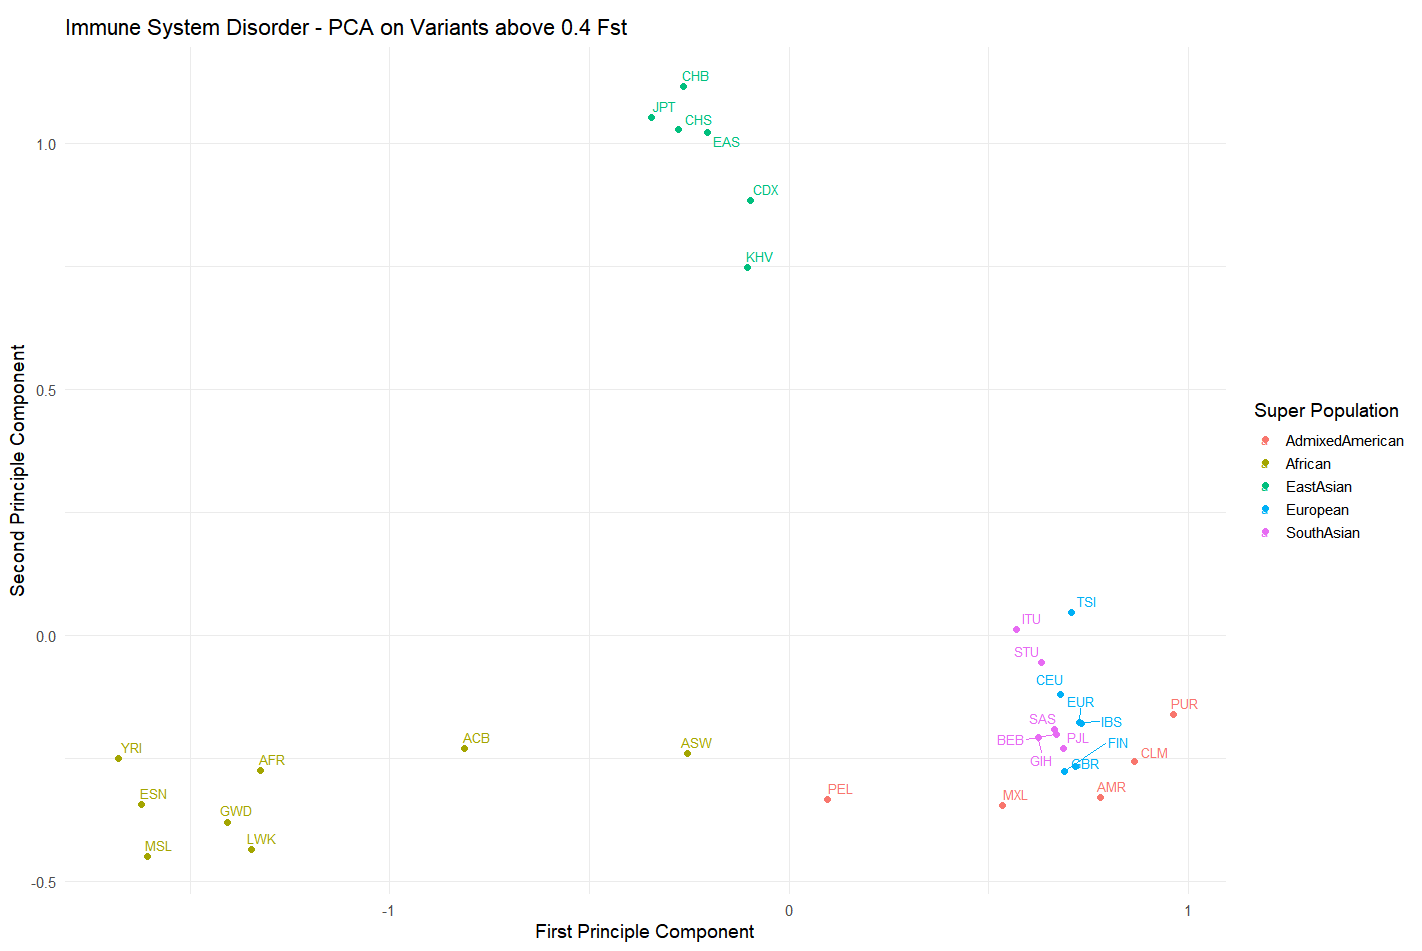 Immune System Disorder - PCA on Variants above 0.4 Fst
CHB
JPT
CHS
EAS
CDX
KHV
TSI
ITU
STU
CEU
EUR
PUR
SAS
IBS
BEB
PJL
FIN
GIH
GBR
CLM
AMR
MXL
PEL
ASW
ACB
YRI
AFR
ESN
GWD
LWK
MSL
1.0
0.5
0.0
-0.5
-1
0
1
First Principle Component
Second Principle Component
Super Population
AdmixedAmerican
African
EastAsian
European
SouthAsian